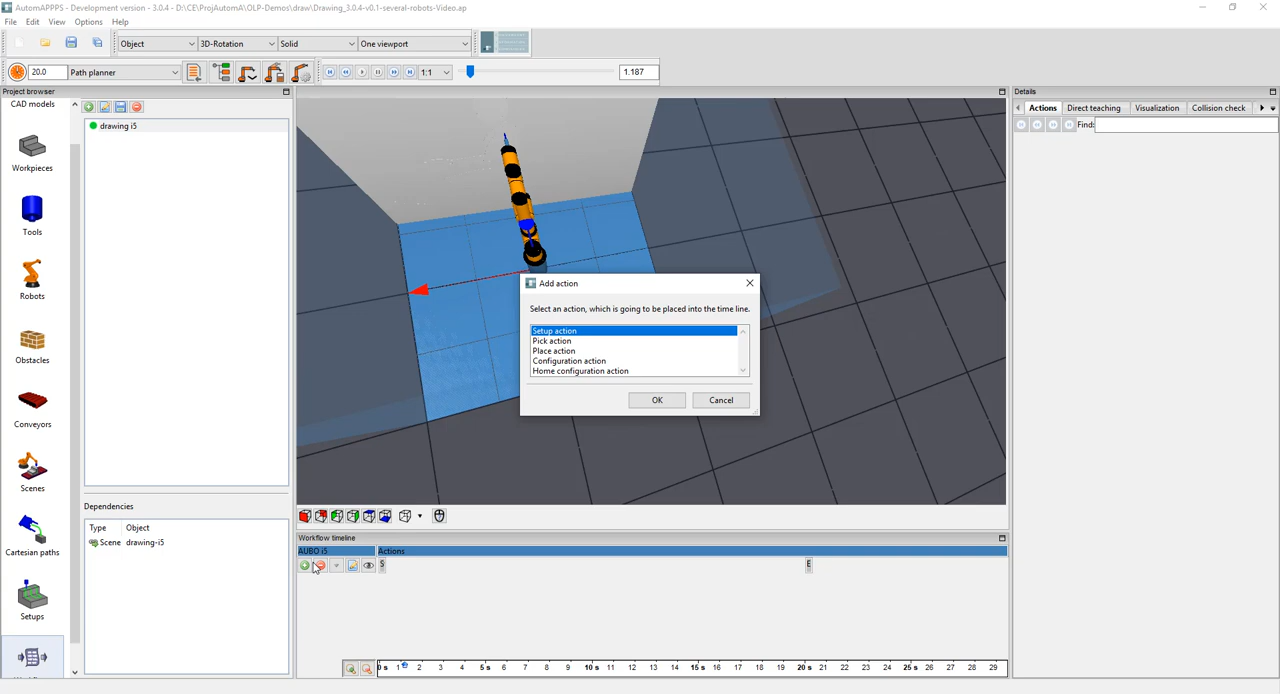 AutomAPPPS - Development version - 3.0.4 - D:\CE\ProjAutomA\OLP-Demos\draw\Drawing_3.0.4-v0.1-several-robots-Video.ap
File Edit View Options Help
Object 3D-Rotation Solid One viewport
20.0 Path planner 1:1 1.187
Project browser
Details
CAD models
Actions Direct teaching Visualization Collision check
Find:
drawing i5
Workpieces
Tools
Robots
Obstacles
Conveyors
Scenes
Cartesian paths
Setups
Add action
Select an action, which is going to be placed into the time line.
Setup action
Pick action
Place action
Configuration action
Home configuration action
OK Cancel
Dependencies
Type Object
Scene drawing-i5
Workflow timeline
AUBO i5 Actions
S E
0 s 1 2 3 4 5 s 6 7 8 9 10 s 11 12 13 14 15 s 16 17 18 19 20 s 21 22 23 24 25 s 26 27 28 29